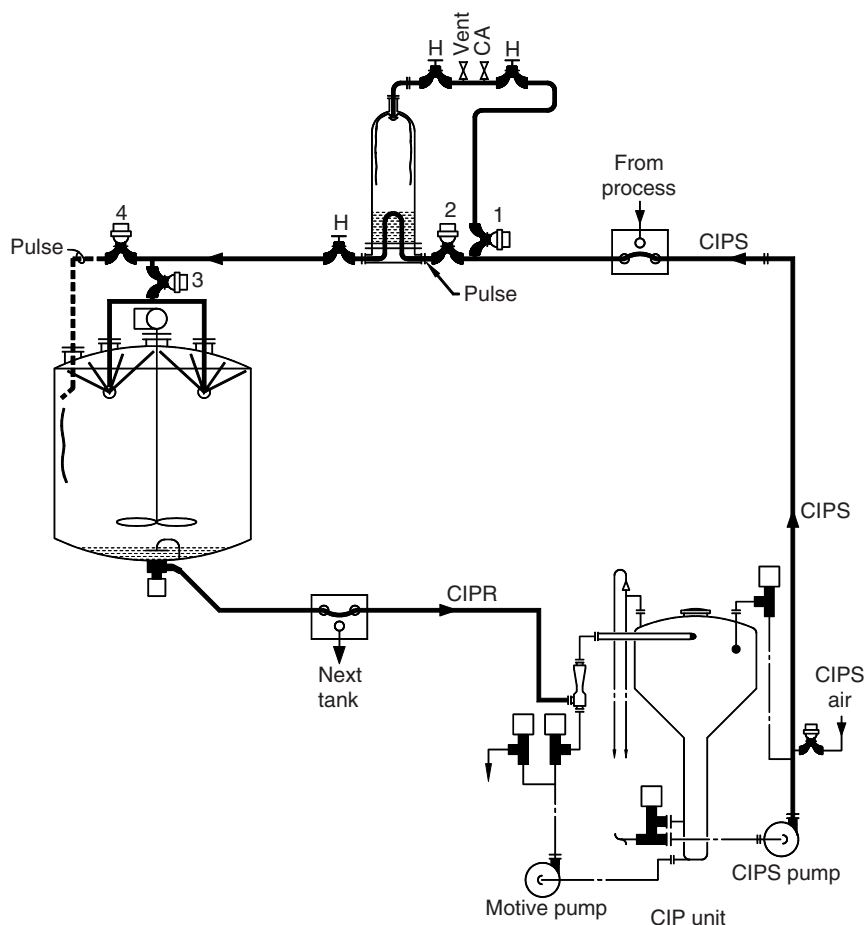 H
Vent
CA
H
From
process
4
H
2
1
CIPS
Pulse
3
Pulse
CIPS
CIPR
Next
tank
CIPS
air
CIPS pump
Motive pump
CIP unit